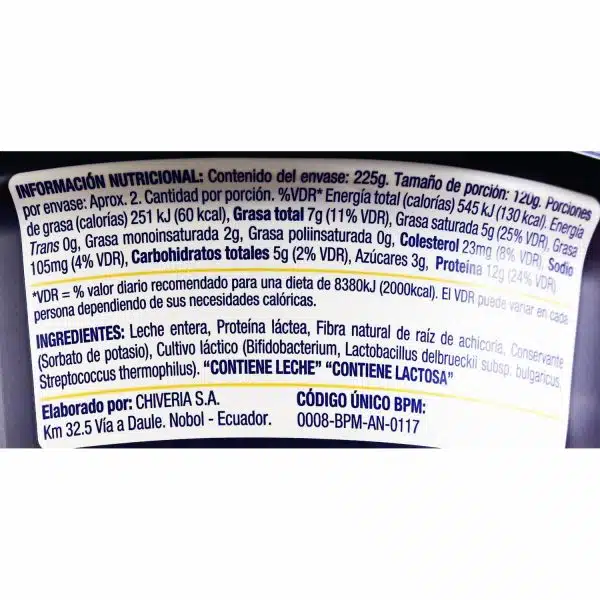 INFORMACIÓN NUTRICIONAL: Contenido del envase: 225g. Tamaño de porción: 120g. Porciones
por envase: Aprox. 2. Cantidad por porción. %VDR* Energía total (calorías) 545 kJ (130 kcal). Energía
de grasa (calorías) 251 kJ (60 kcal), Grasa total 7g (11% VDR), Grasa saturada 5g (25% VDR), Grasa
Trans 0g, Grasa monoinsaturada 2g, Grasa poliinsaturada 0g, Colesterol 23mg (8% VDR), Sodio
105mg (4% VDR), Carbohidratos totales 5g (2% VDR), Azúcares 3g, Proteína 12g (24% VDR)
*VDR = % valor diario recomendado para una dieta de 8380kJ (2000kcal). El VDR puede variar en cada
persona dependiendo de sus necesidades calóricas.
INGREDIENTES: Leche entera, Proteína láctea, Fibra natural de raíz de achicoria, Conservante
(Sorbato de potasio), Cultivo láctico (Bifidobacterium, Lactobacillus delbrueckii subsp. bulgaricus,
Streptococcus thermophilus). “CONTIENE LECHE” “CONTIENE LACTOSA”
Elaborado por: CHIVERIA S.A.
Km 32.5 Vía a Daule. Nobol - Ecuador.
CÓDIGO ÚNICO BPM:
0008-BPM-AN-0117